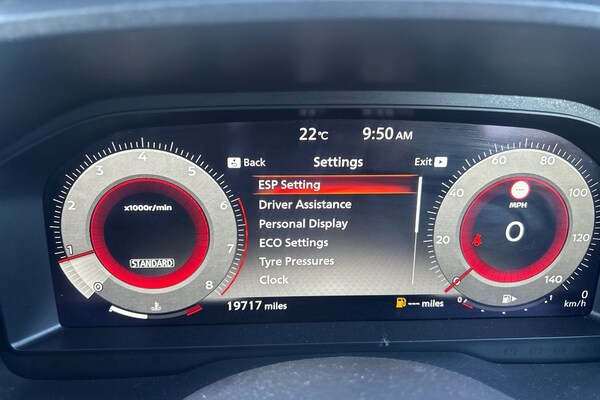 22°C 9:50 AM
Back Settings Exit
ESP Setting
Driver Assistance
Personal Display
ECO Settings
Tyre Pressures
Clock
19717 miles
--- miles
0 1 2 3 4 5 6 7 8
x1000r/min
STANDARD
0 20 40 60 80 100 120 140
MPH
0
0
km/h